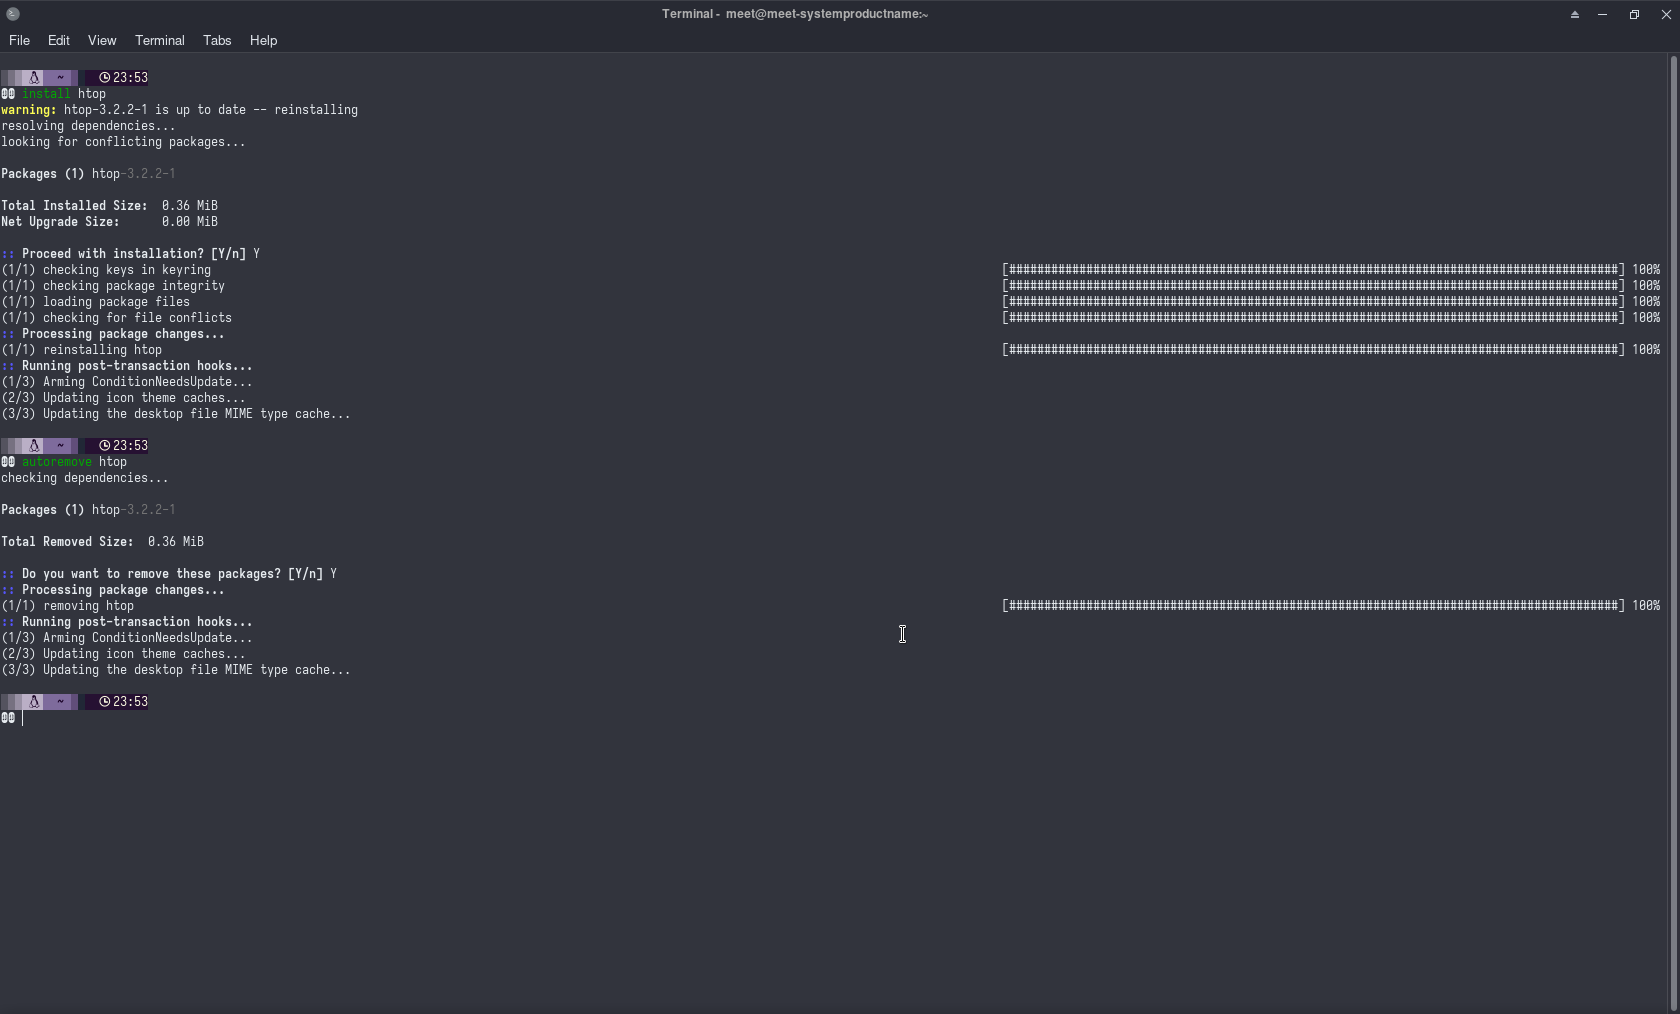 Terminal - meet@meet-systemproductname:~
File Edit View Terminal Tabs Help
~ 23:53
install htop
warning: htop-3.2.2-1 is up to date -- reinstalling
resolving dependencies...
looking for conflicting packages...
Packages (1) htop-3.2.2-1
Total Installed Size: 0.36 MiB
Net Upgrade Size: 0.00 MiB
:: Proceed with installation? [Y/n] Y
(1/1) checking keys in keyring [#######################################################################################] 100%
(1/1) checking package integrity [#######################################################################################] 100%
(1/1) loading package files [#######################################################################################] 100%
(1/1) checking for file conflicts [#######################################################################################] 100%
:: Processing package changes...
(1/1) reinstalling htop [#######################################################################################] 100%
:: Running post-transaction hooks...
(1/3) Arming ConditionNeedsUpdate...
(2/3) Updating icon theme caches...
(3/3) Updating the desktop file MIME type cache...
~ 23:53
autoremove htop
checking dependencies...
Packages (1) htop-3.2.2-1
Total Removed Size: 0.36 MiB
:: Do you want to remove these packages? [Y/n] Y
:: Processing package changes...
(1/1) removing htop [#######################################################################################] 100%
:: Running post-transaction hooks...
(1/3) Arming ConditionNeedsUpdate...
(2/3) Updating icon theme caches...
(3/3) Updating the desktop file MIME type cache...
~ 23:53